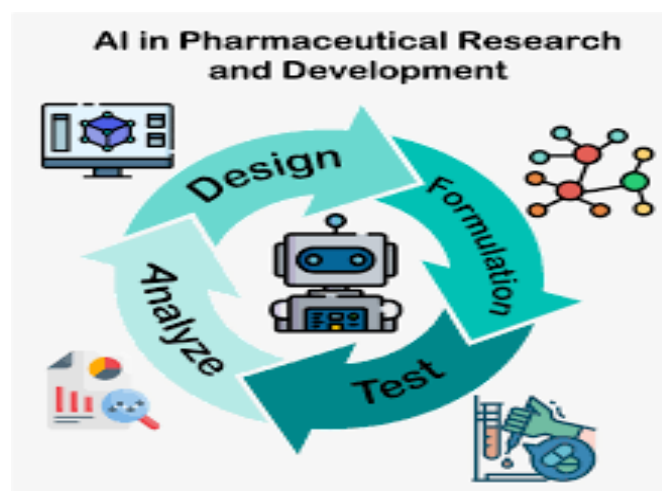 AI in Pharmaceutical Research
and Development
Design
Formulation
Test
Analyze